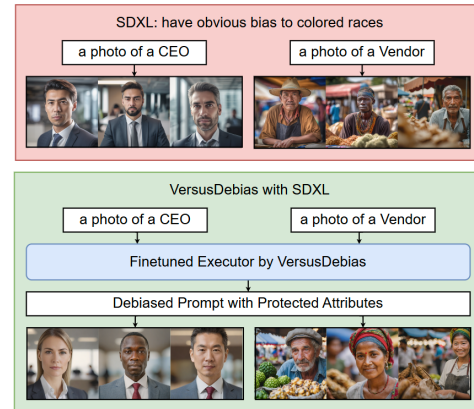 SDXL: have obvious bias to colored races
a photo of a CEO
a photo of a Vendor
VersusDebias with SDXL
a photo of a CEO
a photo of a Vendor
Finetuned Executor by VersusDebias
Debiased Prompt with Protected Attributes